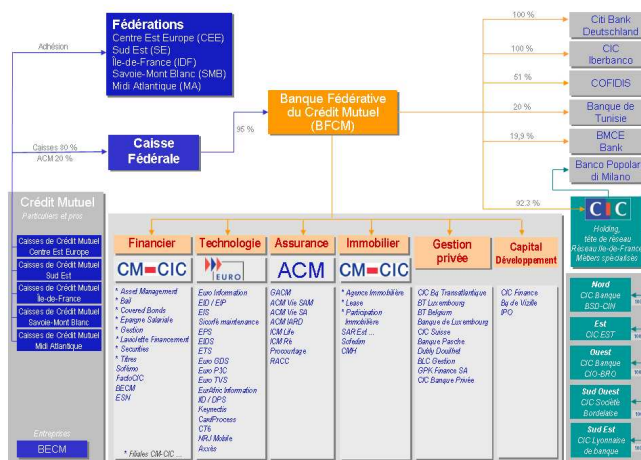 Fédérations
Centre Est Europe (CEE)
Sud Est (SE)
Île-de-France (IDF)
Savoie-Mont Blanc (SMB)
Midi Atlantique (MA)
Adhésion
Caisse
Fédérale
Caisses 80 %
ACM 20 %
95 %
Banque Fédérative
du Crédit Mutuel
(BFCM)
100 %
Citi Bank
Deutschland
100 %
CIC
Iberbanco
51 %
COFIDIS
20 %
Banque de
Tunisie
19,9 %
BMCE
Bank
Banco Popolar
di Milano
92.3 %
CIC
Holding,
tête de réseau
Réseau Ile-de-France
Métiers spécialisés
Crédit Mutuel
Particuliers et pros
Caisses de Crédit Mutuel
Centre Est Europe
Caisses de Crédit Mutuel
Sud Est
Caisses de Crédit Mutuel
Île-de-France
Caisses de Crédit Mutuel
Savoie-Mont Blanc
Caisses de Crédit Mutuel
Midi Atlantique
Entreprises
BECM
Financier
CM-CIC
* Asset Management
* Bail
* Covered Bonds
* Epargne Salariale
* Gestion
* Laviolette Financement
* Securities
* Titres
Sofémo
FactoCIC
BECM
ESN
* Filiales CM-CIC ...
Technologie
EURO
Euro Information
EID / EIP
EIS
Sicorfé maintenance
EPS
EIDS
ETS
Euro GDS
Euro P3C
Euro TVS
EurAfric Information
IID / DPS
Keynectis
CardProcess
CT6
NRJ Mobile
Axxès
Assurance
ACM
GACM
ACM Vie SAM
ACM Vie SA
ACM IARD
ICM Life
ICM Ré
Procourtage
RACC
Immobilier
CM-CIC
* Agence Immobilière
* Lease
* Participation
Immobilière
SAR Est ...
Sofedim
CMH
Gestion
privée
CIC Bq Transatlantique
BT Luxembourg
BT Belgium
Banque de Luxembourg
CIC Suisse
Banque Pasche
Dubly Douilhet
BLC Gestion
GPK Finance SA
CIC Banque Privée
Capital
Développement
CIC Finance
Bq de Vizille
IPO
Nord
CIC Banque
BSD-CIN
Est
CIC EST
Ouest
CIC Banque
CIO-BRO
Sud Ouest
CIC Société
Bordelaise
Sud Est
CIC Lyonnaise
de banque